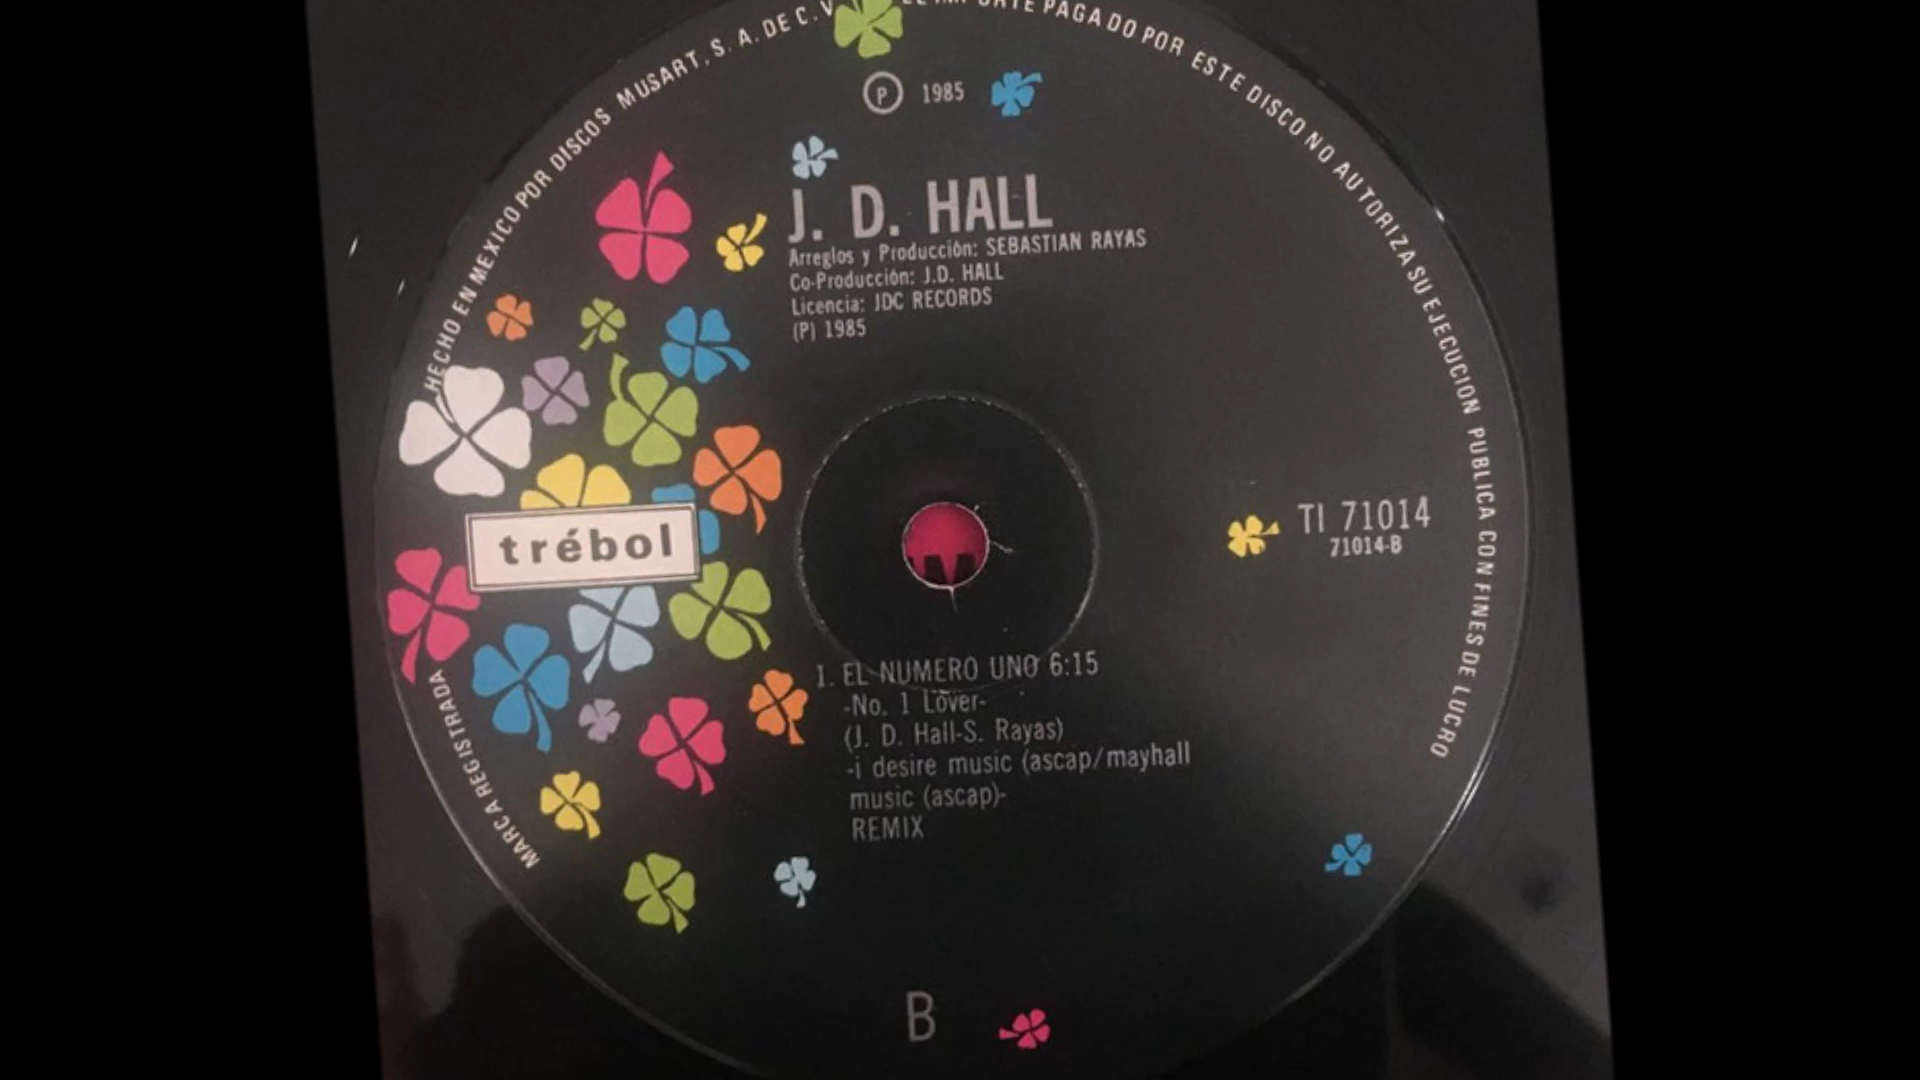 HECHO EN MEXICO POR DISCOS MUSART, S. A. DE C. V
IMPORTE PAGADO POR ESTE DISCO NO AUTORIZA SU EJECUCION PUBLICA CON FINES DE LUCRO
P 1985
J. D. HALL
Arreglos y Producción: SEBASTIAN RAYAS
Co-Producción: J.D. HALL
Licencia: JDC RECORDS
(P) 1985
trébol
TI 71014
71014-B
1. EL NUMERO UNO 6:15
-No. 1 Lover-
(J. D. Hall-S. Rayas)
-i desire music (ascap/mayhall
music (ascap)-
REMIX
MARCA REGISTRADA
B